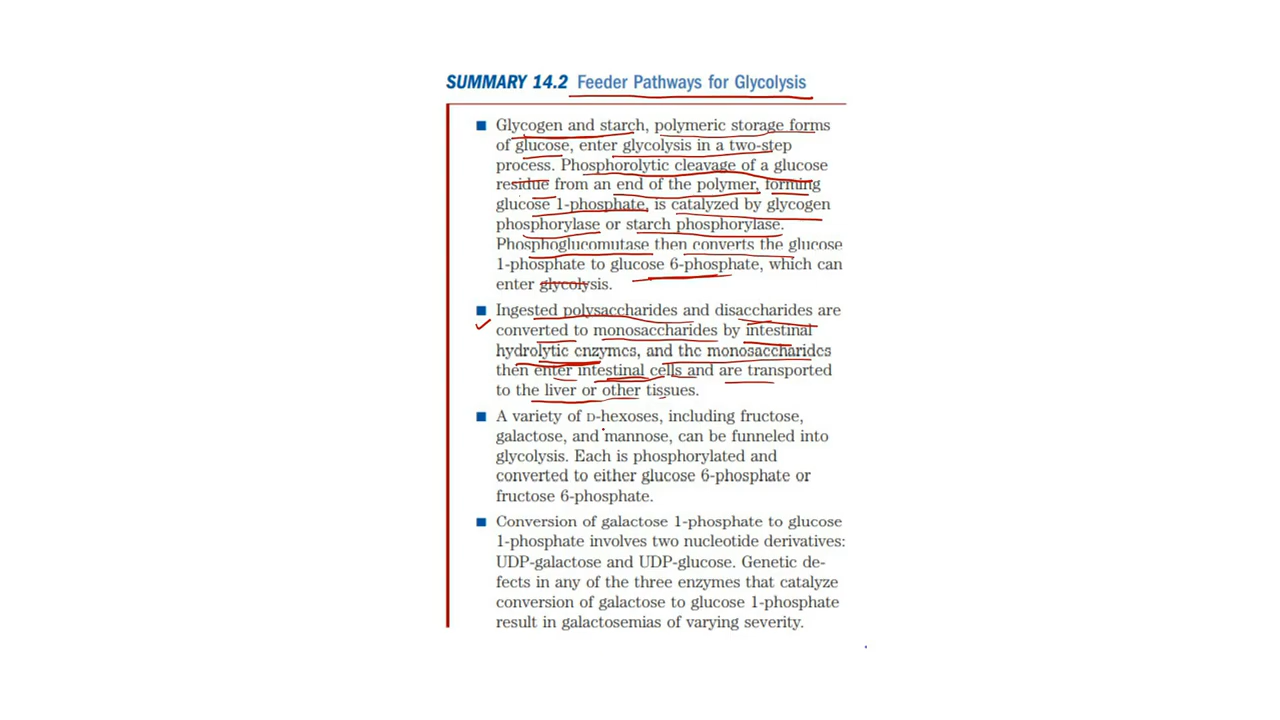 SUMMARY 14.2 Feeder Pathways for Glycolysis
■ Glycogen and starch, polymeric storage forms
of glucose, enter glycolysis in a two-step
process. Phosphorolytic cleavage of a glucose
residue from an end of the polymer, forming
glucose 1-phosphate, is catalyzed by glycogen
phosphorylase or starch phosphorylase.
Phosphoglucomutase then converts the glucose
1-phosphate to glucose 6-phosphate, which can
enter glycolysis.
■ Ingested polysaccharides and disaccharides are
converted to monosaccharides by intestinal
hydrolytic enzymes, and the monosaccharides
then enter intestinal cells and are transported
to the liver or other tissues.
■ A variety of D-hexoses, including fructose,
galactose, and mannose, can be funneled into
glycolysis. Each is phosphorylated and
converted to either glucose 6-phosphate or
fructose 6-phosphate.
■ Conversion of galactose 1-phosphate to glucose
1-phosphate involves two nucleotide derivatives:
UDP-galactose and UDP-glucose. Genetic de-
fects in any of the three enzymes that catalyze
conversion of galactose to glucose 1-phosphate
result in galactosemias of varying severity.